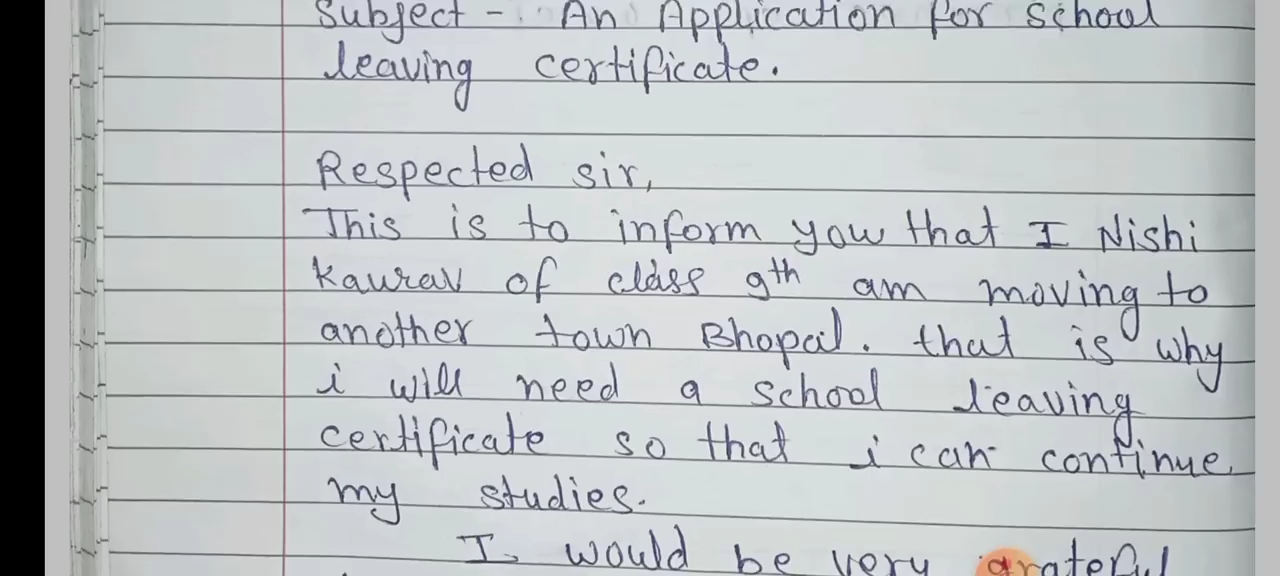 Subject - An Application for school
leaving certificate.
Respected sir,
This is to inform you that I Nishi
Kaurav of class 9th am moving to
another town Bhopal. that is why
i will need a school leaving
certificate so that i can continue
my studies.
I would be very grateful